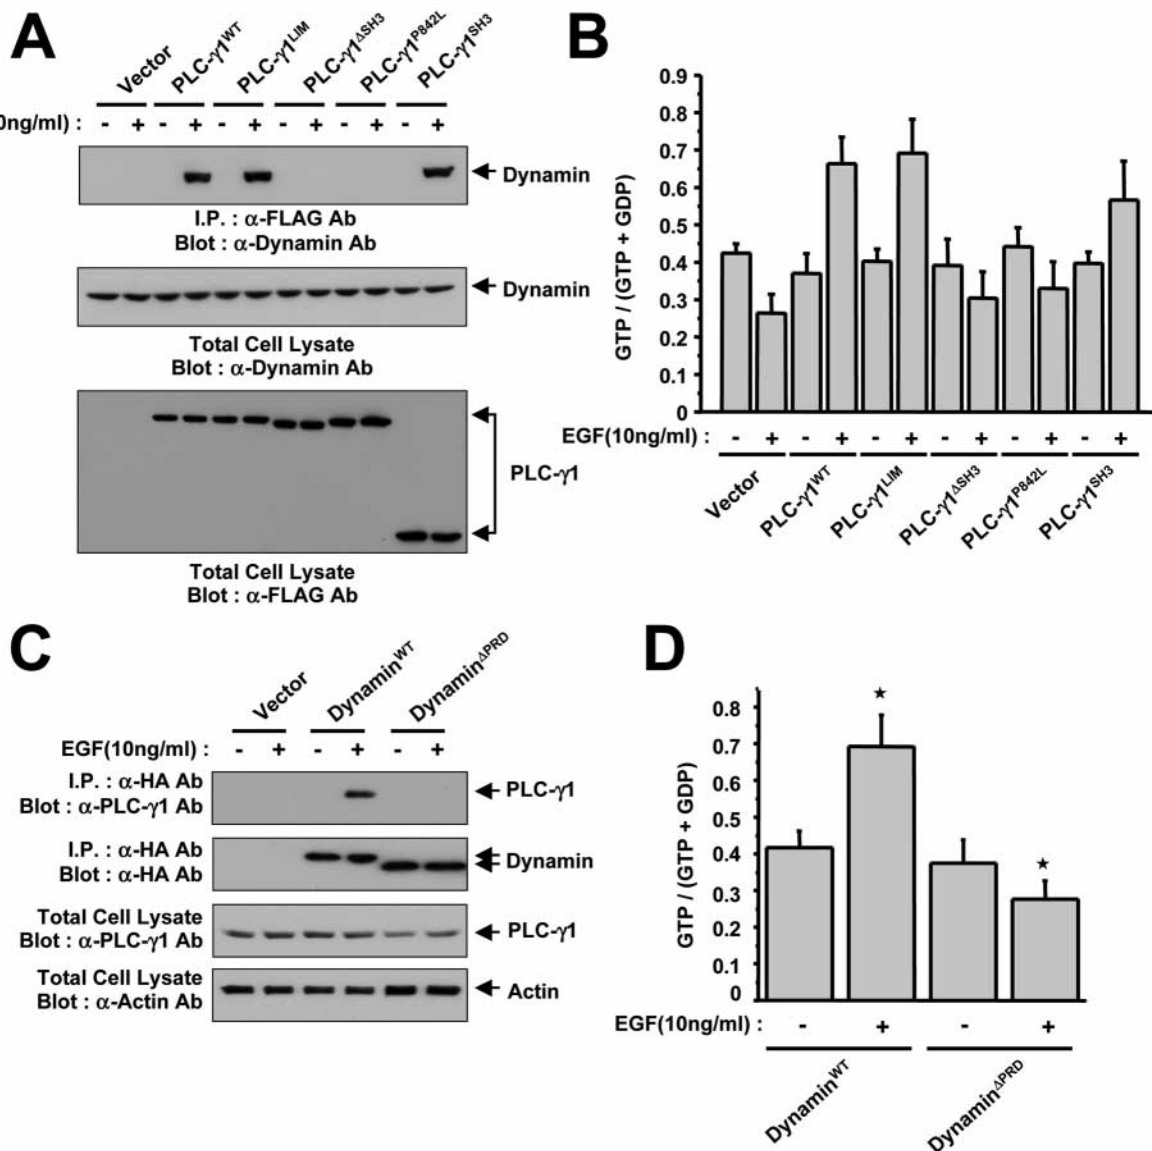 A
Vector
PLC-γ1WT
PLC-γ1LIM
PLC-γ1ΔSH3
PLC-γ1P842L
PLC-γ1SH3
0ng/ml) :
- + - + - + - + - + - +
Dynamin
I.P. : α-FLAG Ab
Blot : α-Dynamin Ab
Dynamin
Total Cell Lysate
Blot : α-Dynamin Ab
PLC-γ1
Total Cell Lysate
Blot : α-FLAG Ab
B
GTP / (GTP + GDP)
0.9
0.8
0.7
0.6
0.5
0.4
0.3
0.2
0.1
0
EGF(10ng/ml) : - + - + - + - + - + - +
Vector
PLC-γ1WT
PLC-γ1LIM
PLC-γ1ΔSH3
PLC-γ1P842L
PLC-γ1SH3
C
Vector
DynaminWT
DynaminΔPRD
EGF(10ng/ml) : - + - + - +
I.P. : α-HA Ab
Blot : α-PLC-γ1 Ab
PLC-γ1
I.P. : α-HA Ab
Blot : α-HA Ab
Dynamin
Total Cell Lysate
Blot : α-PLC-γ1 Ab
PLC-γ1
Total Cell Lysate
Blot : α-Actin Ab
Actin
D
GTP / (GTP + GDP)
0.8
0.7
0.6
0.5
0.4
0.3
0.2
0.1
0
★
★
EGF(10ng/ml) : - + - +
DynaminWT
DynaminΔPRD